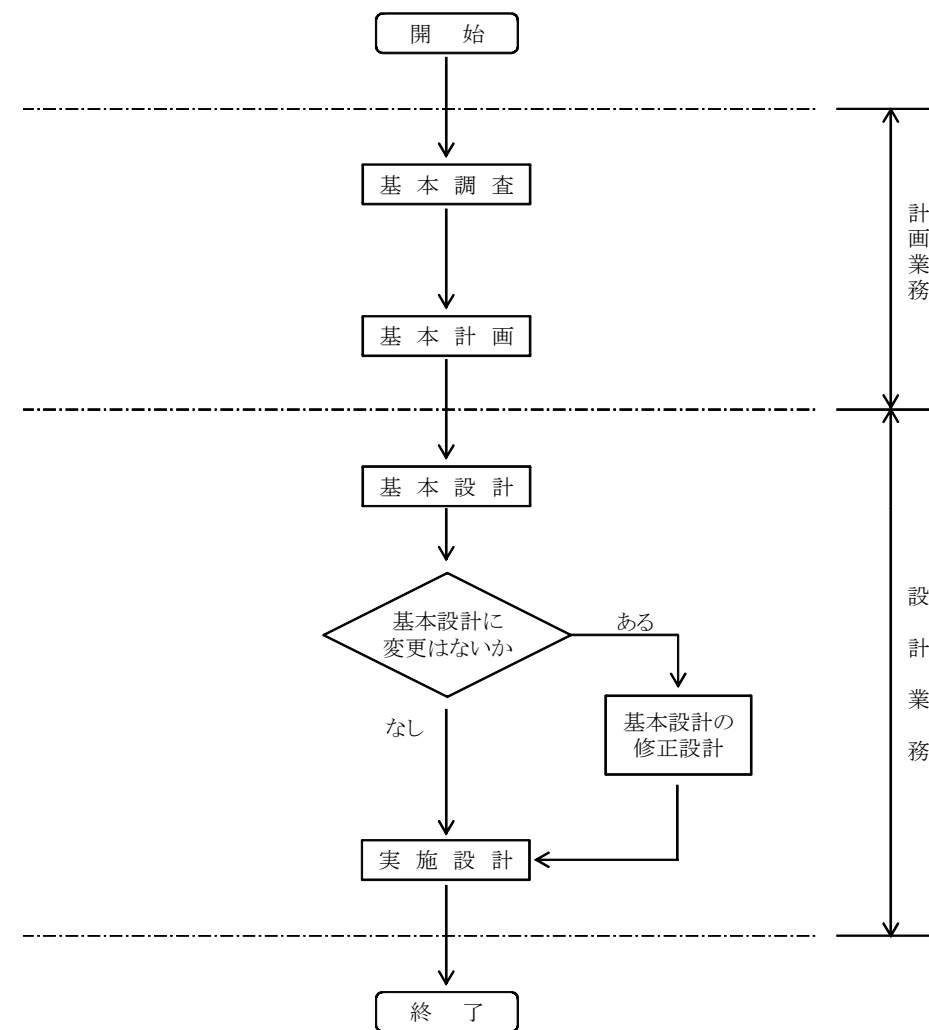 開始
基本調査
計画業務
基本計画
基本設計
基本設計に
変更はないか
ある
なし
基本設計の
修正設計
設計業務
実施設計
終了